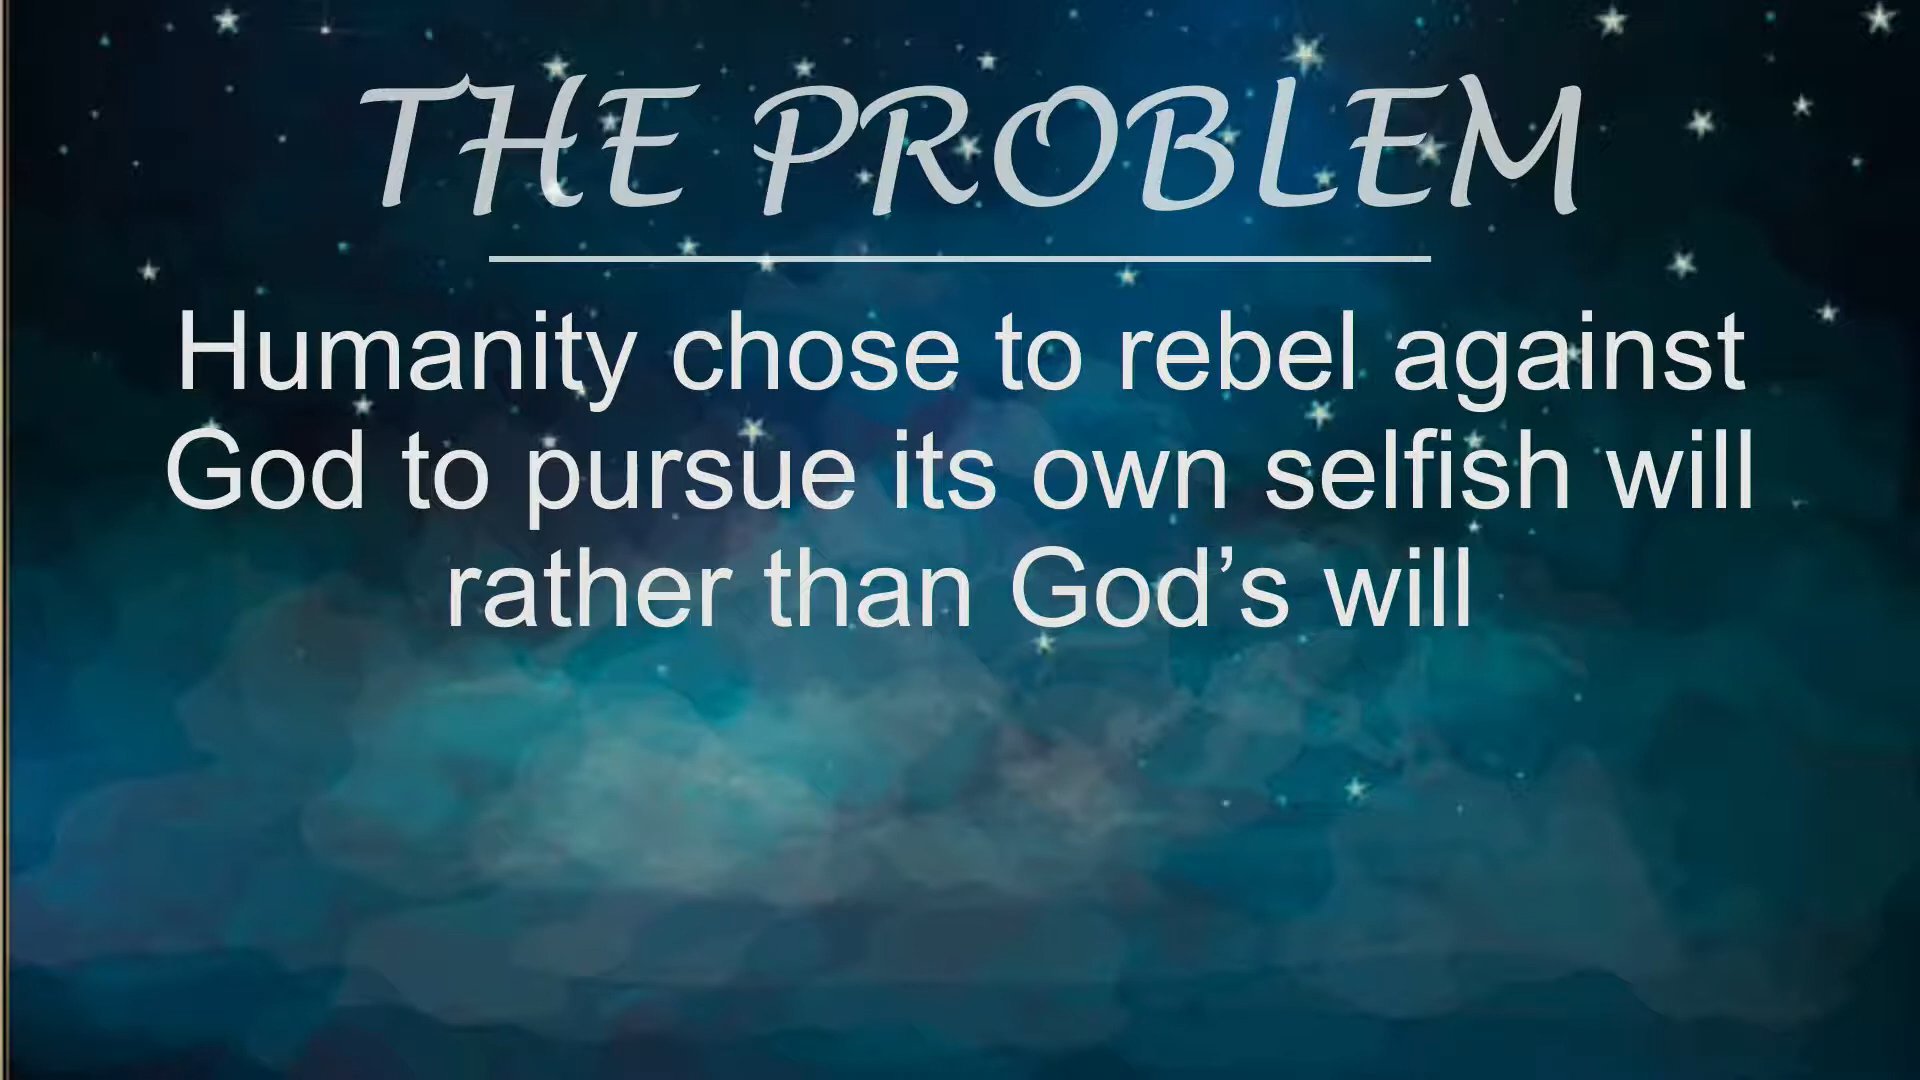 THE PROBLEM
Humanity chose to rebel against
God to pursue its own selfish will
rather than God’s will